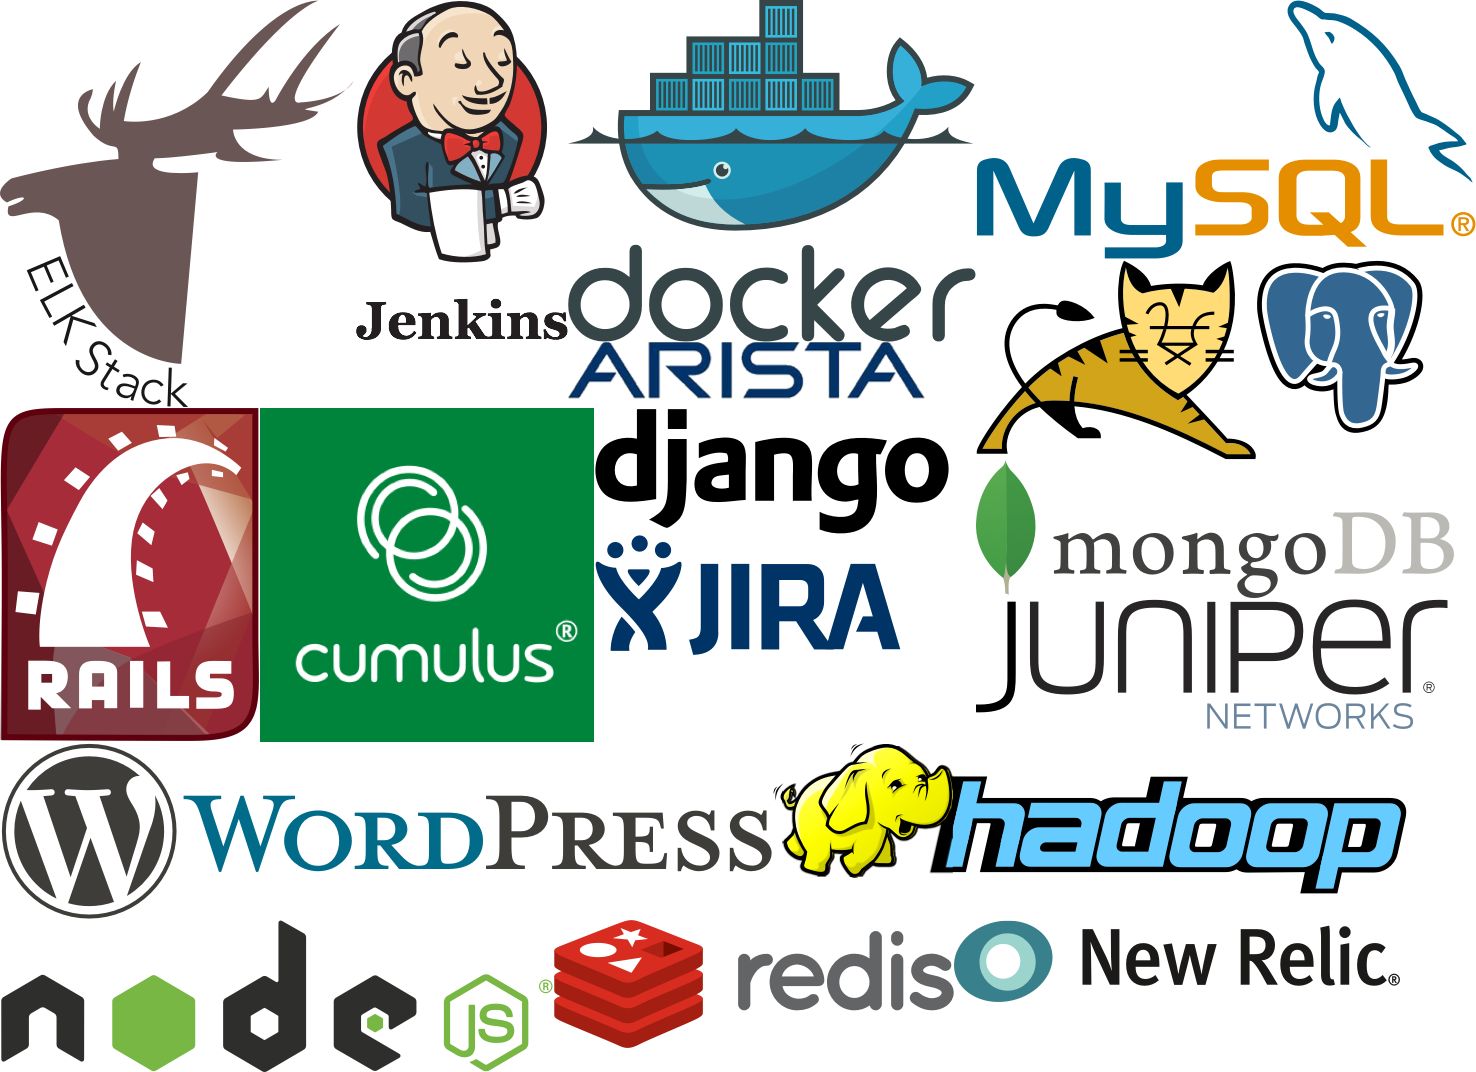 ELK Stack
Jenkins
docker
MySQL®
ARISTA
RAILS
cumulus®
django
JIRA
mongoDB
JUNIPer®
NETWORKS
W WORDPRESS
hadoop
node JS®
redis
New Relic®